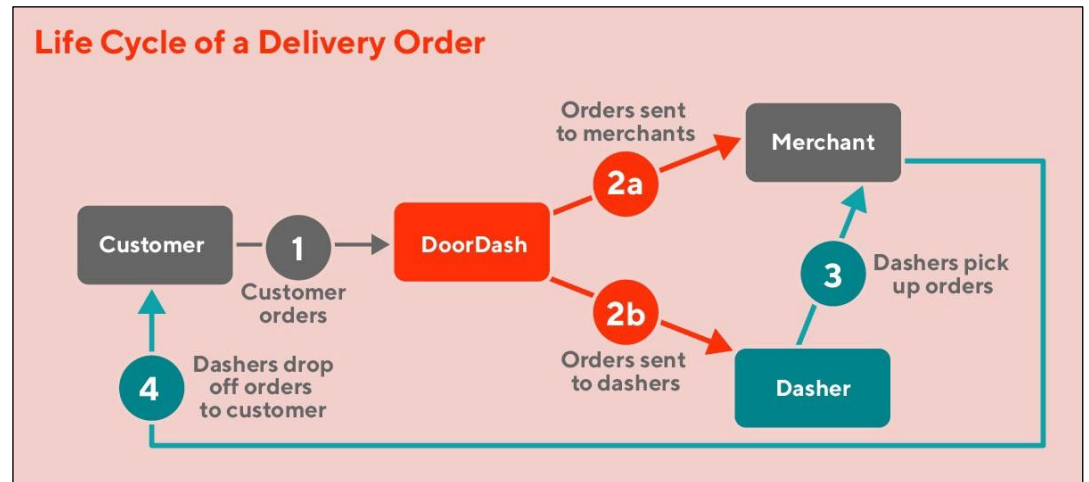 Life Cycle of a Delivery Order
Orders sent
to merchants
Merchant
2a
Customer
1
DoorDash
Customer
orders
3
Dashers pick
up orders
2b
Orders sent
to dashers
Dasher
4
Dashers drop
off orders
to customer